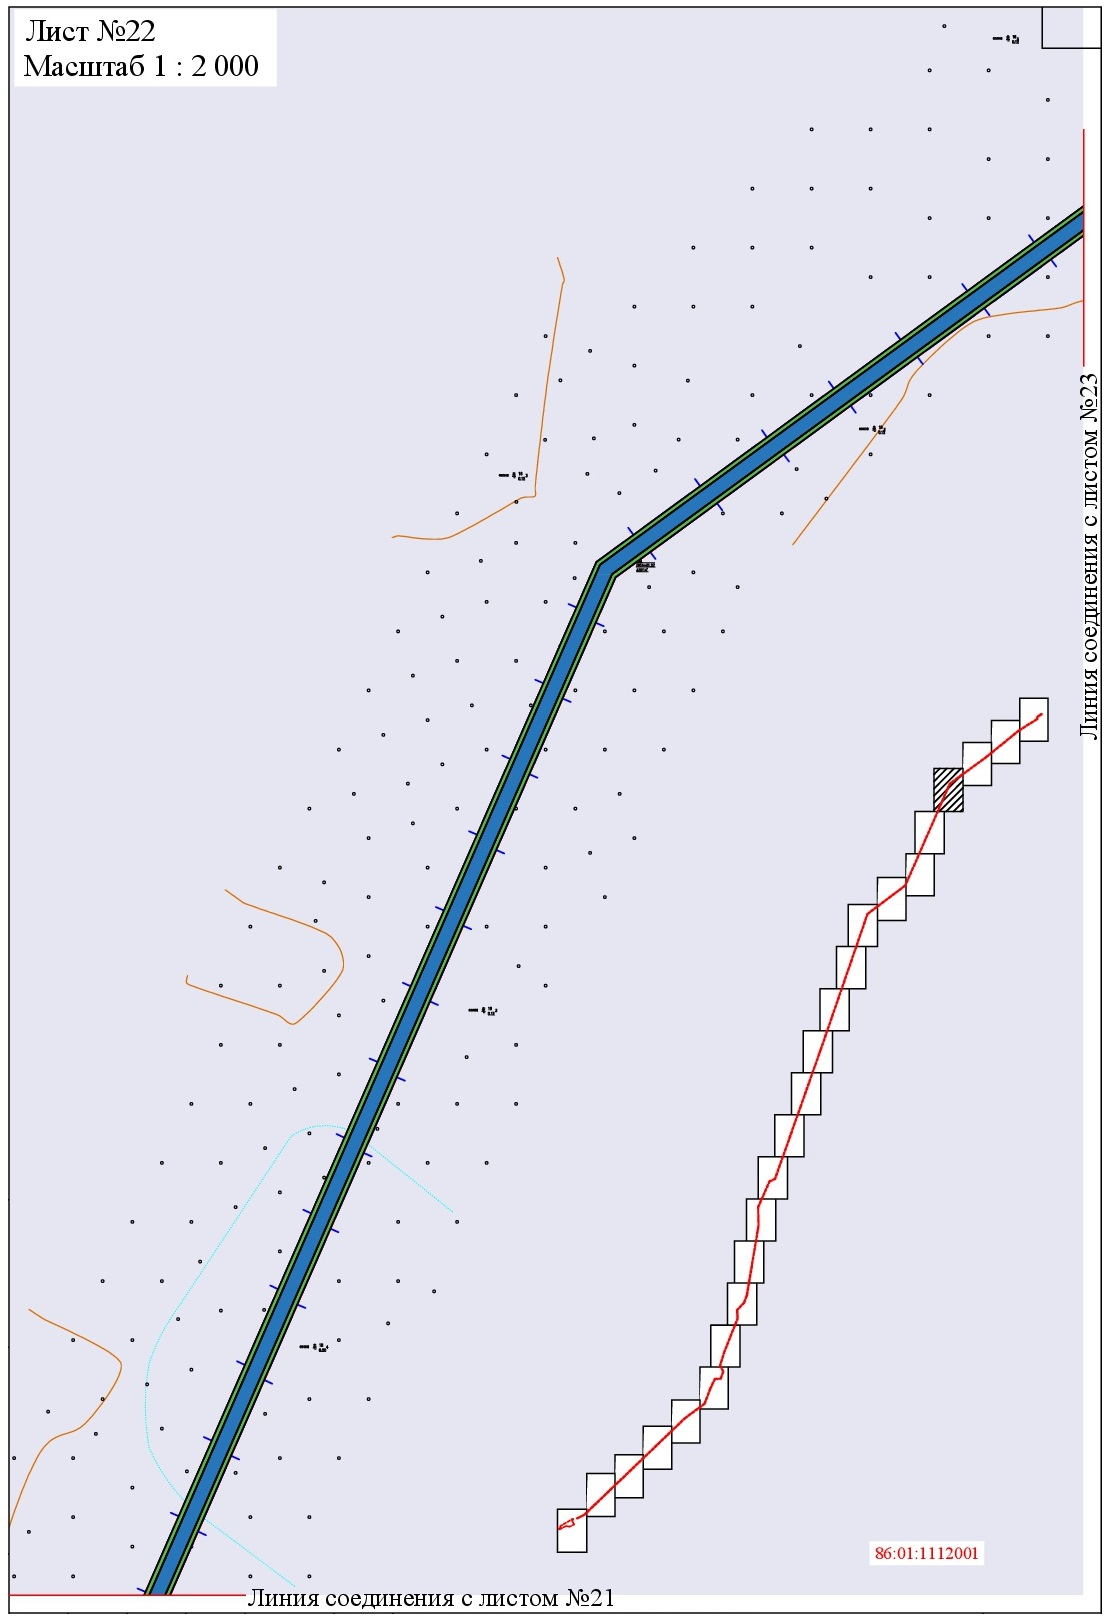 Лист №22
Масштаб 1 : 2 000
Линия соединения с листом №23
86:01:1112001
Линия соединения с листом №21